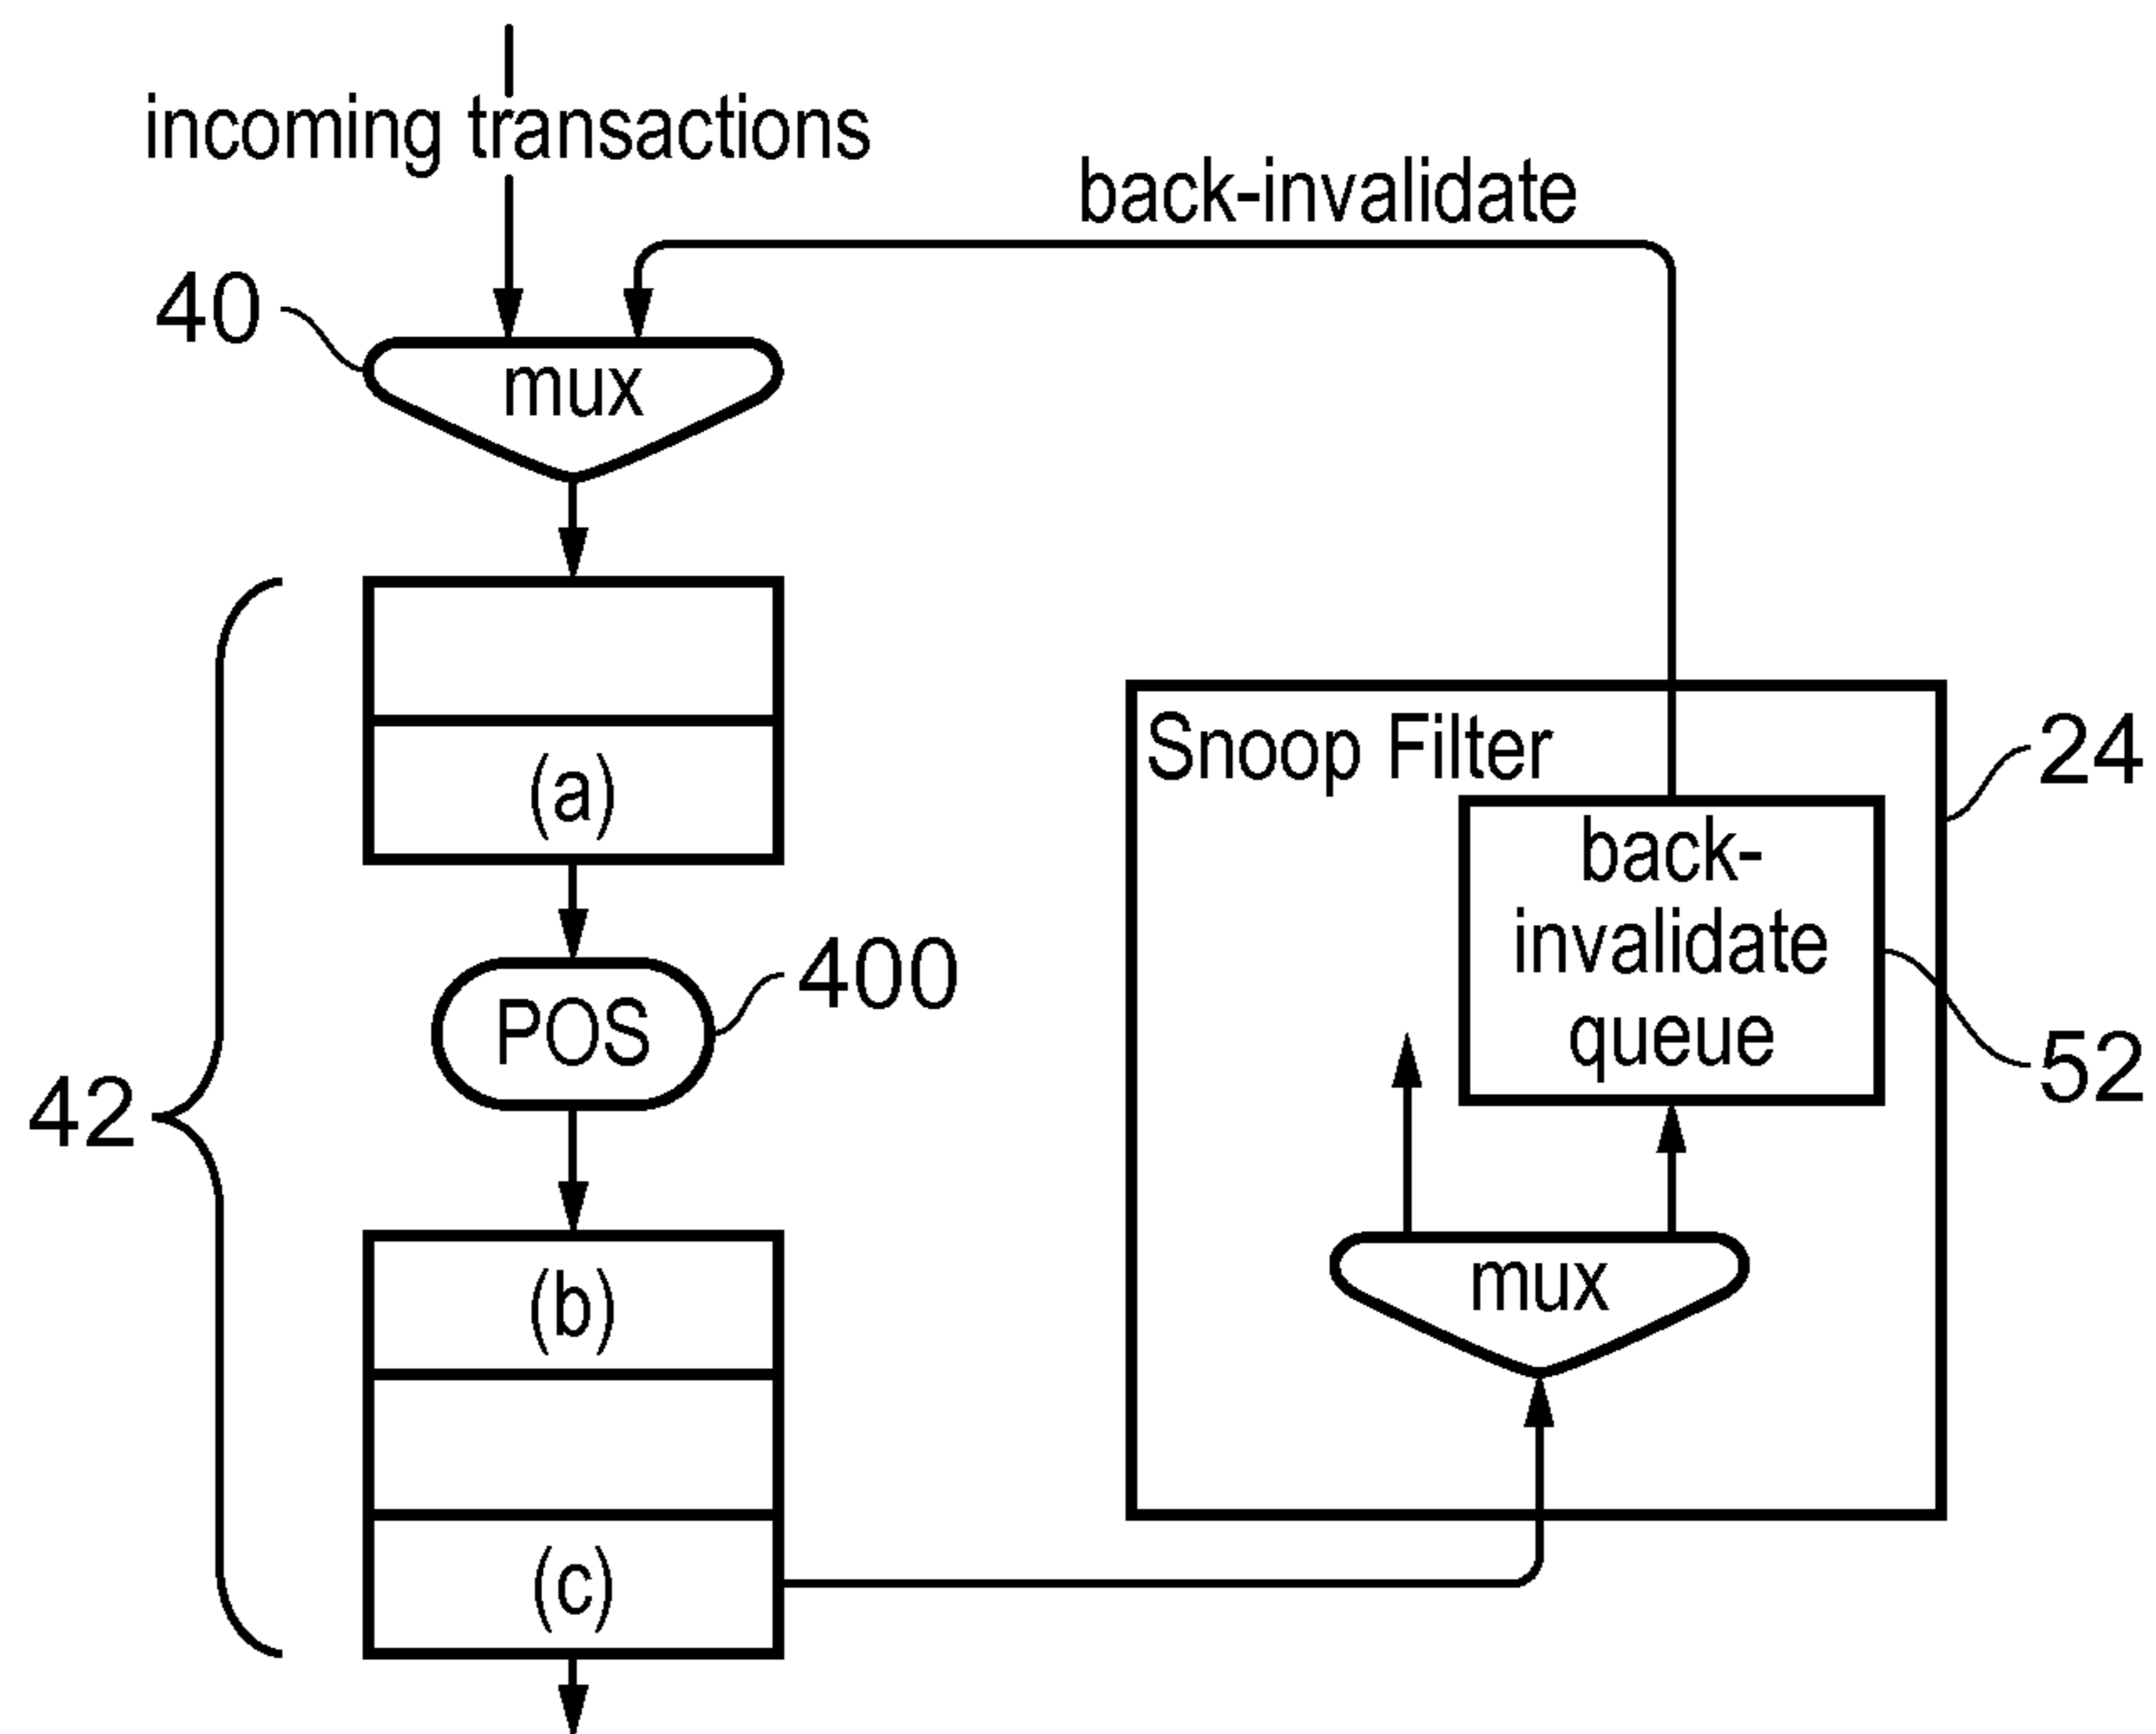 incoming transactions
back-invalidate
40
mux
Snoop Filter
24
(a)
back-
invalidate
queue
400
POS
52
42
(b)
mux
(c)